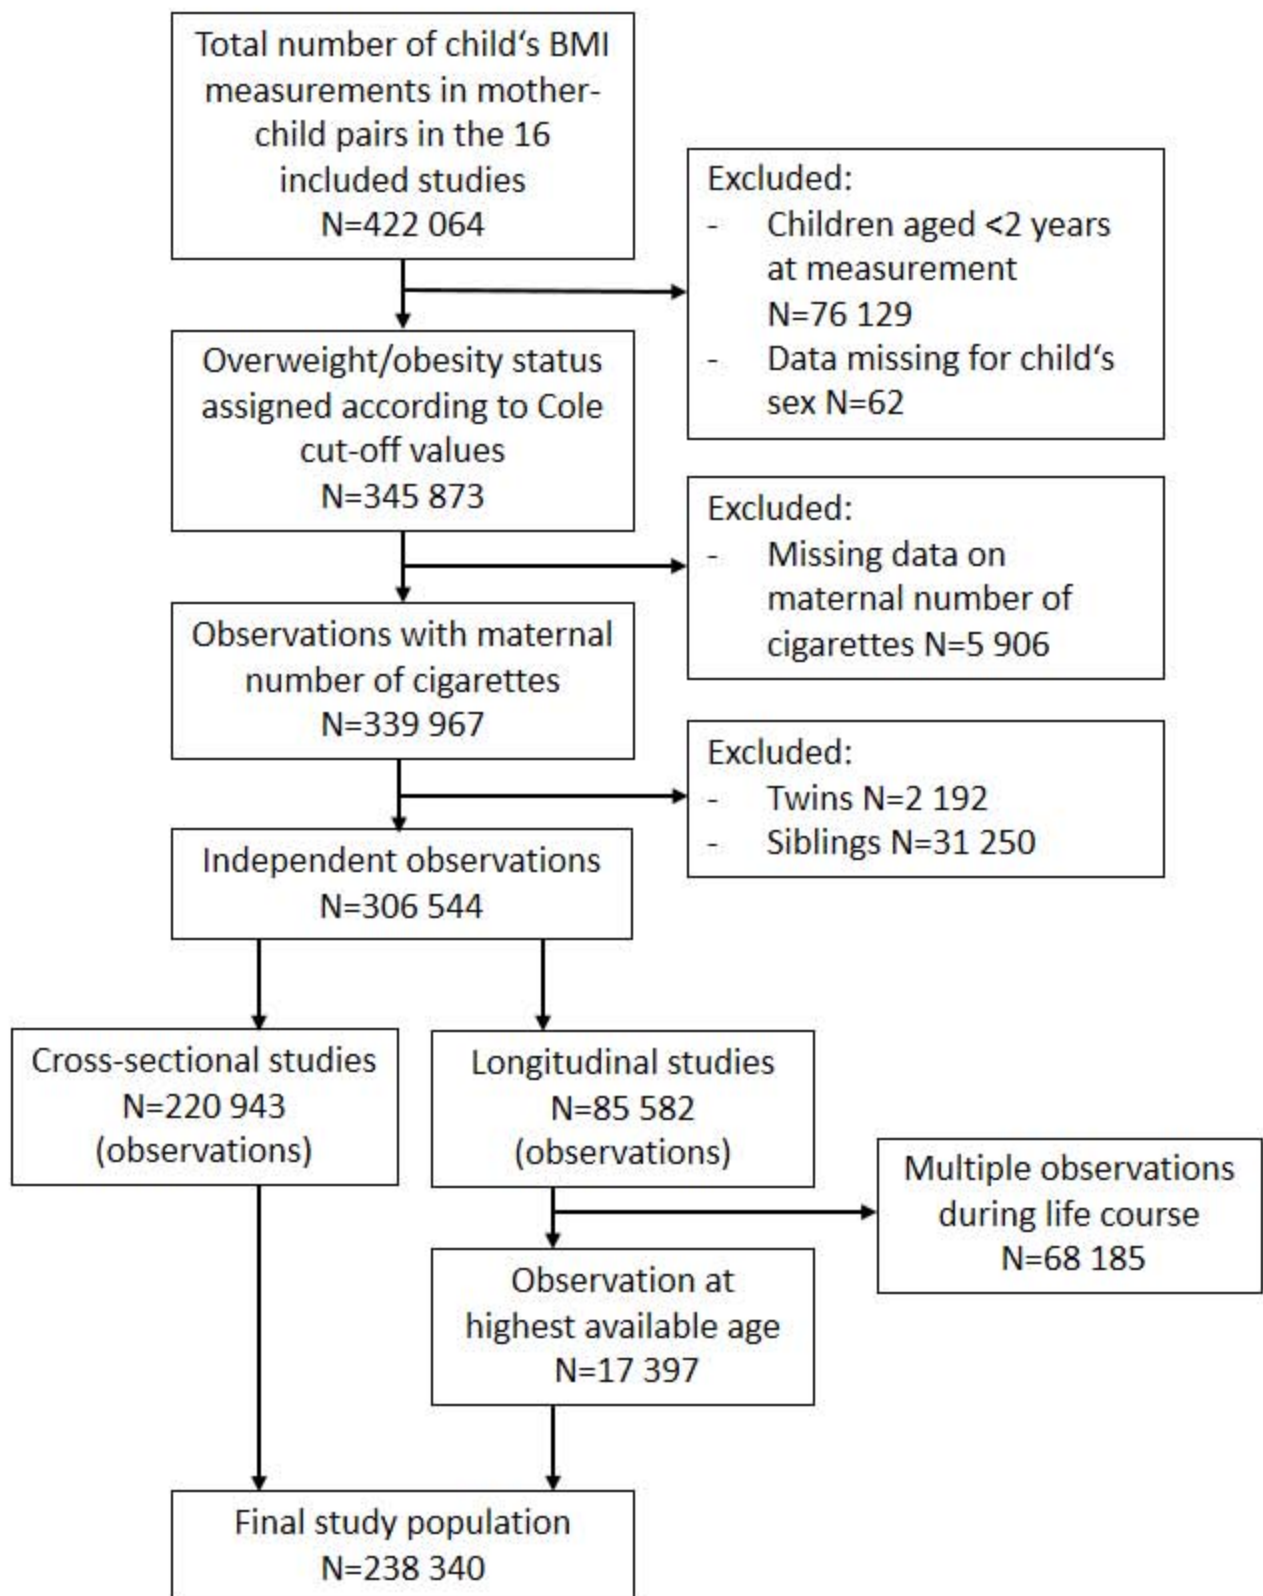 Total number of child‘s BMI
measurements in mother-
child pairs in the 16
included studies
N=422 064
Excluded:
- Children aged <2 years
at measurement
N=76 129
- Data missing for child‘s
sex N=62
Overweight/obesity status
assigned according to Cole
cut-off values
N=345 873
Excluded:
- Missing data on
maternal number of
cigarettes N=5 906
Observations with maternal
number of cigarettes
N=339 967
Excluded:
- Twins N=2 192
- Siblings N=31 250
Independent observations
N=306 544
Cross-sectional studies
N=220 943
(observations)
Longitudinal studies
N=85 582
(observations)
Multiple observations
during life course
N=68 185
Observation at
highest available age
N=17 397
Final study population
N=238 340